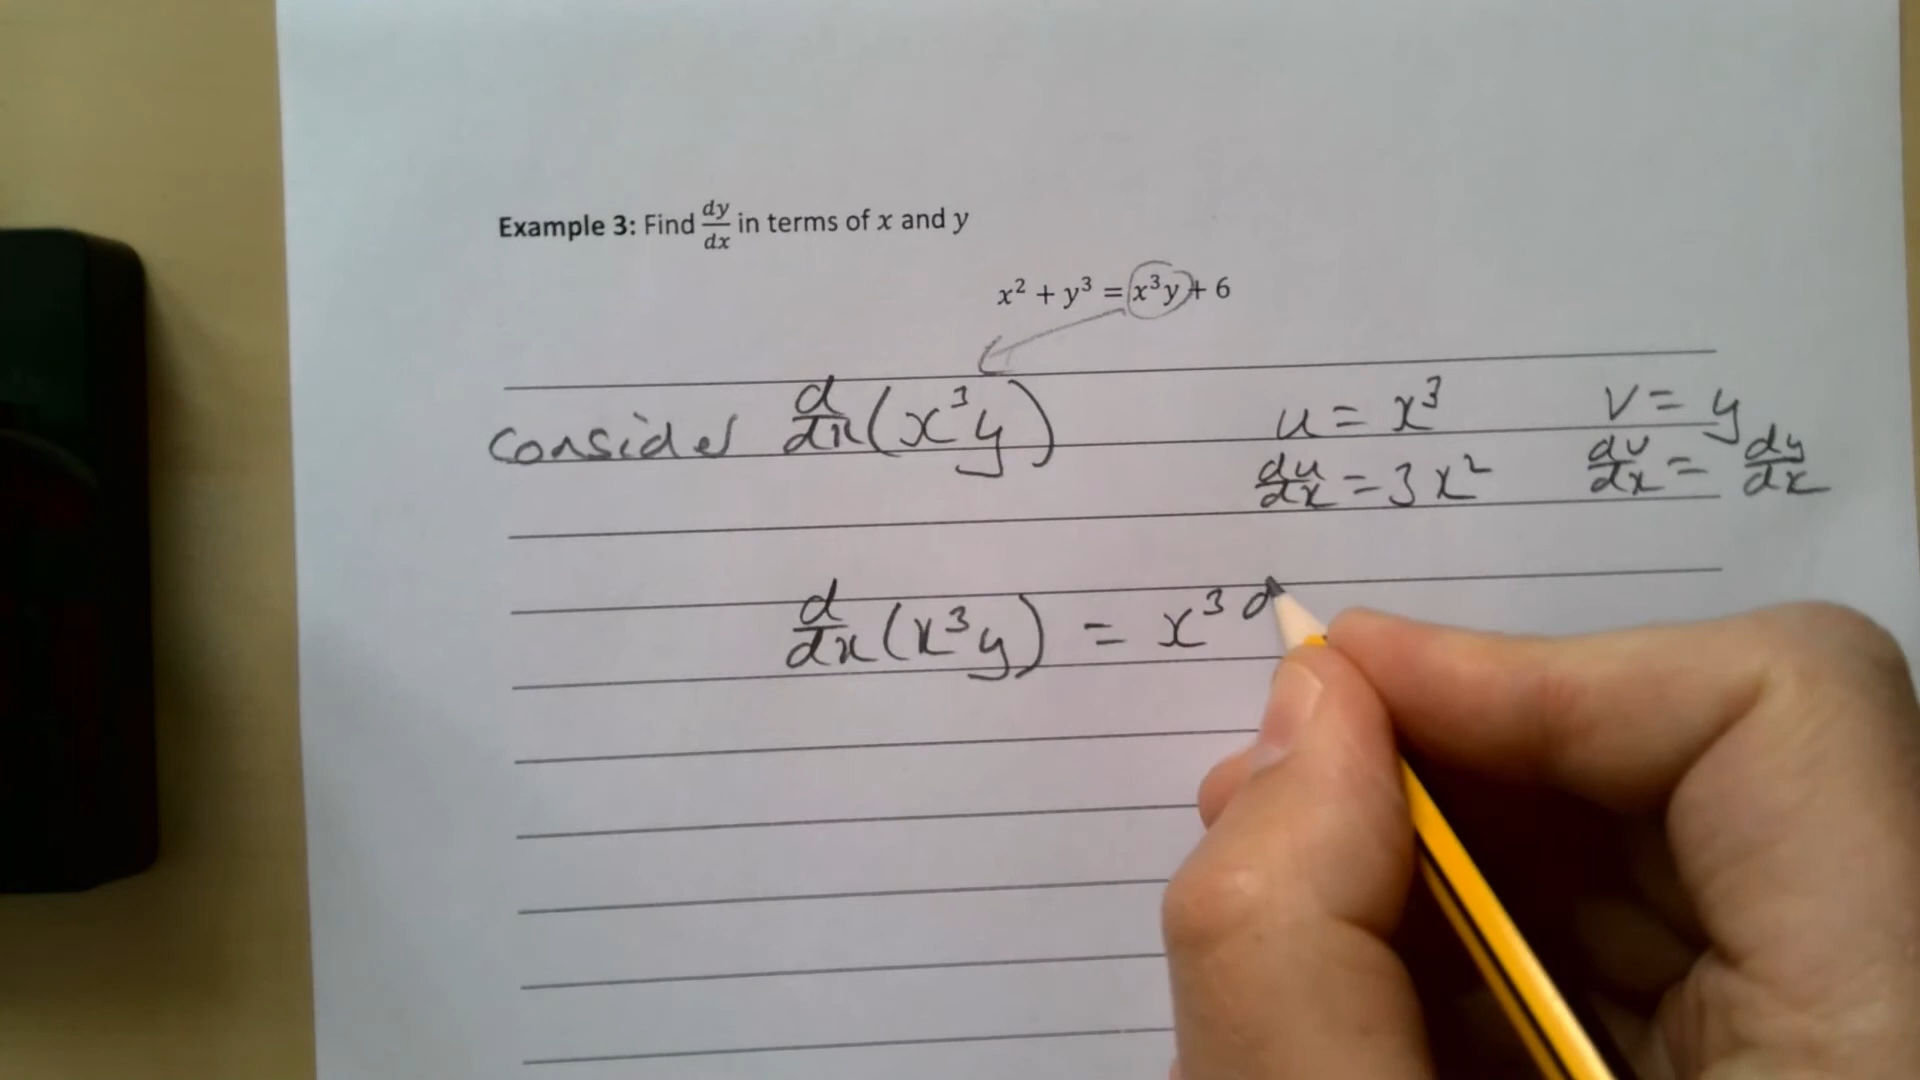 Example 3: Find dy/dx in terms of x and y
x² + y³ = x³y + 6
Consider d/dx(x³y)
u = x³ v = y
du/dx = 3x² dv/dx = dy/dx
d/dx(x³y) = x³ d